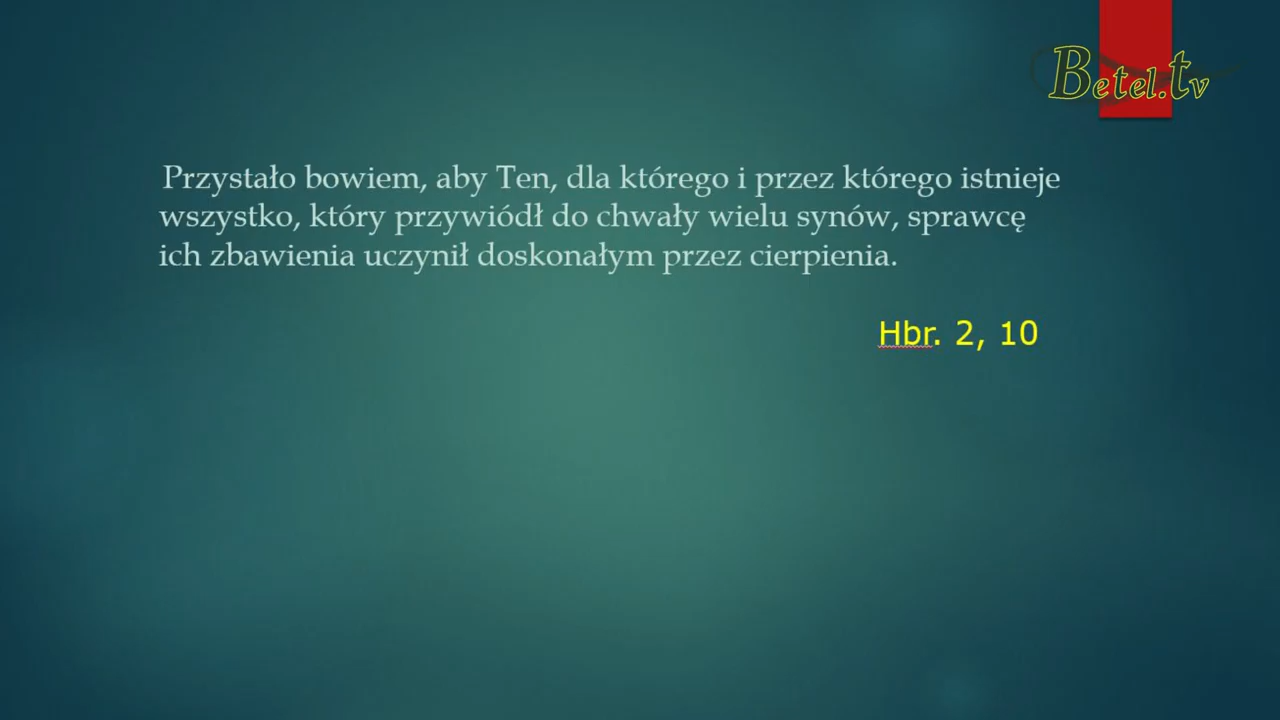 Betel.tv
Przystało bowiem, aby Ten, dla którego i przez którego istnieje
wszystko, który przywiódł do chwały wielu synów, sprawcę
ich zbawienia uczynił doskonałym przez cierpienia.
Hbr. 2, 10